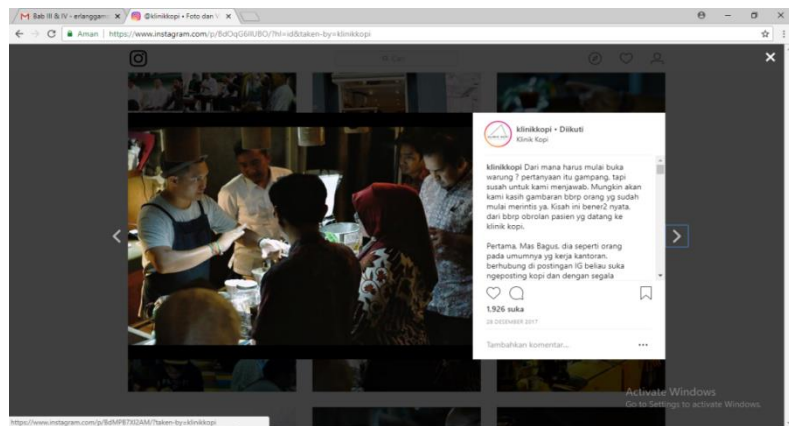 Bab III & IV - erlanggam
@klinikkopi • Foto dan V
Aman | https://www.instagram.com/p/BdOqG6IlUBO/?hl=id&taken-by=klinikkopi
Cari
klinikkopi • Diikuti
Klinik Kopi
klinikkopi Dari mana harus mulai buka
warung ? pertanyaan itu gampang, tapi
susah untuk kami menjawab. Mungkin akan
kami kasih gambaran bbrp orang yg sudah
mulai merintis ya. Kisah ini bener2 nyata,
dari bbrp obrolan pasien yg datang ke
klinik kopi.
Pertama, Mas Bagus, dia seperti orang
pada umumnya yg kerja kantoran,
berhubung di postingan IG beliau suka
ngeposting kopi dan dengan segala
1.926 suka
28 DESEMBER 2017
Tambahkan komentar...
Activate Windows
Go to Settings to activate Windows.
https://www.instagram.com/p/BdMPB7XI2AM/?taken-by=klinikkopi